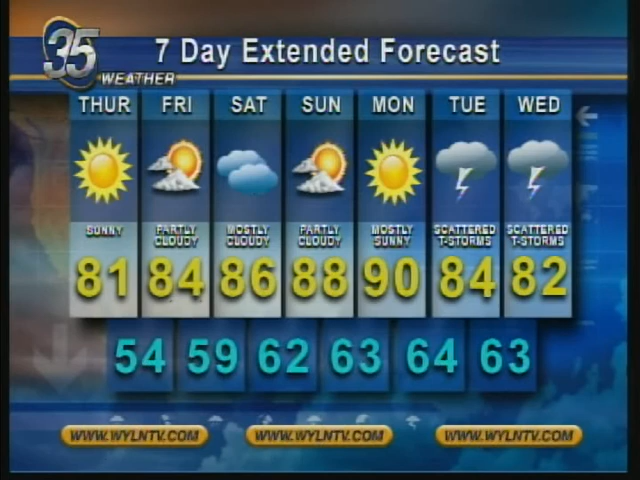 35
WEATHER
7 Day Extended Forecast
THUR FRI SAT SUN MON TUE WED
SUNNY
PARTLY
CLOUDY
MOSTLY
CLOUDY
PARTLY
CLOUDY
MOSTLY
SUNNY
SCATTERED
T-STORMS
SCATTERED
T-STORMS
81 84 86 88 90 84 82
54 59 62 63 64 63
WWW.WYLNTV.COM WWW.WYLNTV.COM WWW.WYLNTV.COM